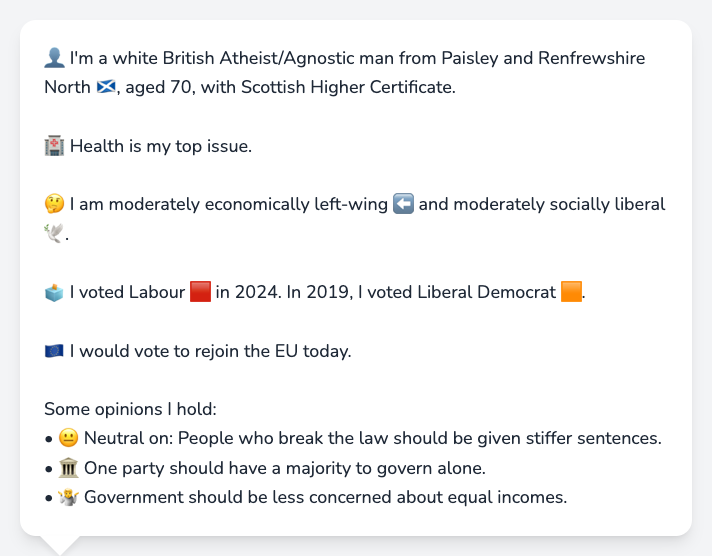 👤 I'm a white British Atheist/Agnostic man from Paisley and Renfrewshire
North 🏴󠁧󠁢󠁳󠁣󠁴󠁿, aged 70, with Scottish Higher Certificate.
🏥 Health is my top issue.
🤔 I am moderately economically left-wing ⬅️ and moderately socially liberal
🕊️.
🗳️ I voted Labour 🟥 in 2024. In 2019, I voted Liberal Democrat 🟧.
🇪🇺 I would vote to rejoin the EU today.
Some opinions I hold:
• 😐 Neutral on: People who break the law should be given stiffer sentences.
• 🏛️ One party should have a majority to govern alone.
• 🤷‍♂️ Government should be less concerned about equal incomes.